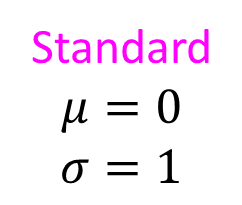 Standard
μ = 0
σ = 1